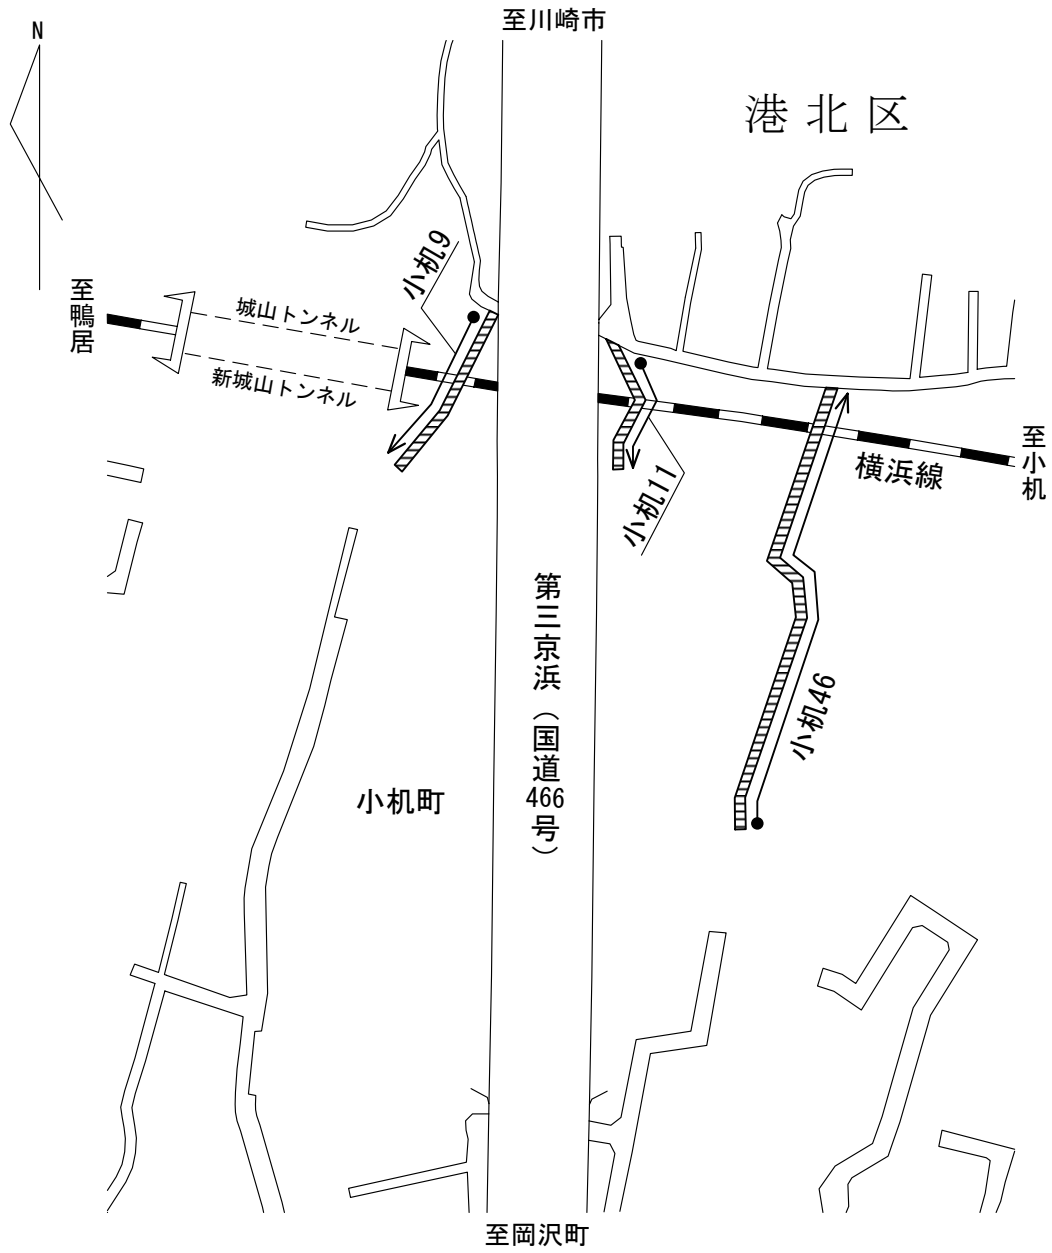 至川崎市
N
港北区
小机9
至鴨居
城山トンネル
新城山トンネル
至小机
横浜線
小机11
第三京浜（国道466号）
小机46
小机町
至岡沢町